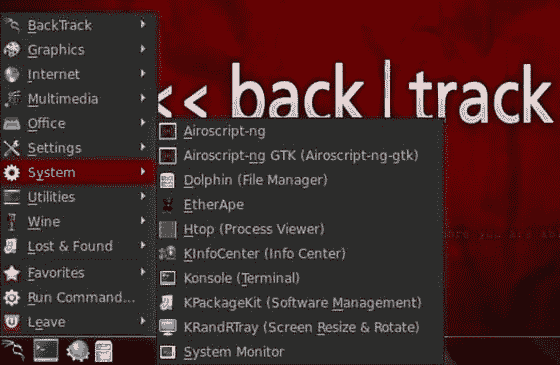 BackTrack
Graphics
Internet
Multimedia
Office
Settings
System
Utilities
Wine
Lost & Found
Favorites
Run Command...
Leave
<< back | track
Airoscript-ng
Airoscript-ng GTK (Airoscript-ng-gtk)
Dolphin (File Manager)
EtherApe
Htop (Process Viewer)
KInfoCenter (Info Center)
Konsole (Terminal)
KPackageKit (Software Management)
KRandRTray (Screen Resize & Rotate)
System Monitor